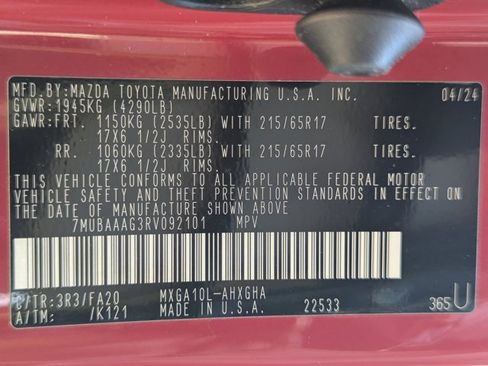 MFD.BY:MAZDA TOYOTA MANUFACTURING U.S.A. INC. 04/24
GVWR:1945KG (4290LB)
GAWR:FRT. 1150KG (2535LB) WITH 215/65R17 TIRES.
17X6 1/2J RIMS.
RR. 1060KG (2335LB) WITH 215/65R17 TIRES.
17X6 1/2J RIMS.
THIS VEHICLE CONFORMS TO ALL APPLICABLE FEDERAL MOTOR
VEHICLE SAFETY AND THEFT PREVENTION STANDARDS IN EFFECT ON
THE DATE OF MANUFACTURE SHOWN ABOVE
7MUBAAAG3RV092101 MPV
C/TR:3R3/FA20 MXGA10L-AHXGHA
A/TM: /K121 MADE IN U.S.A. 22533 365U